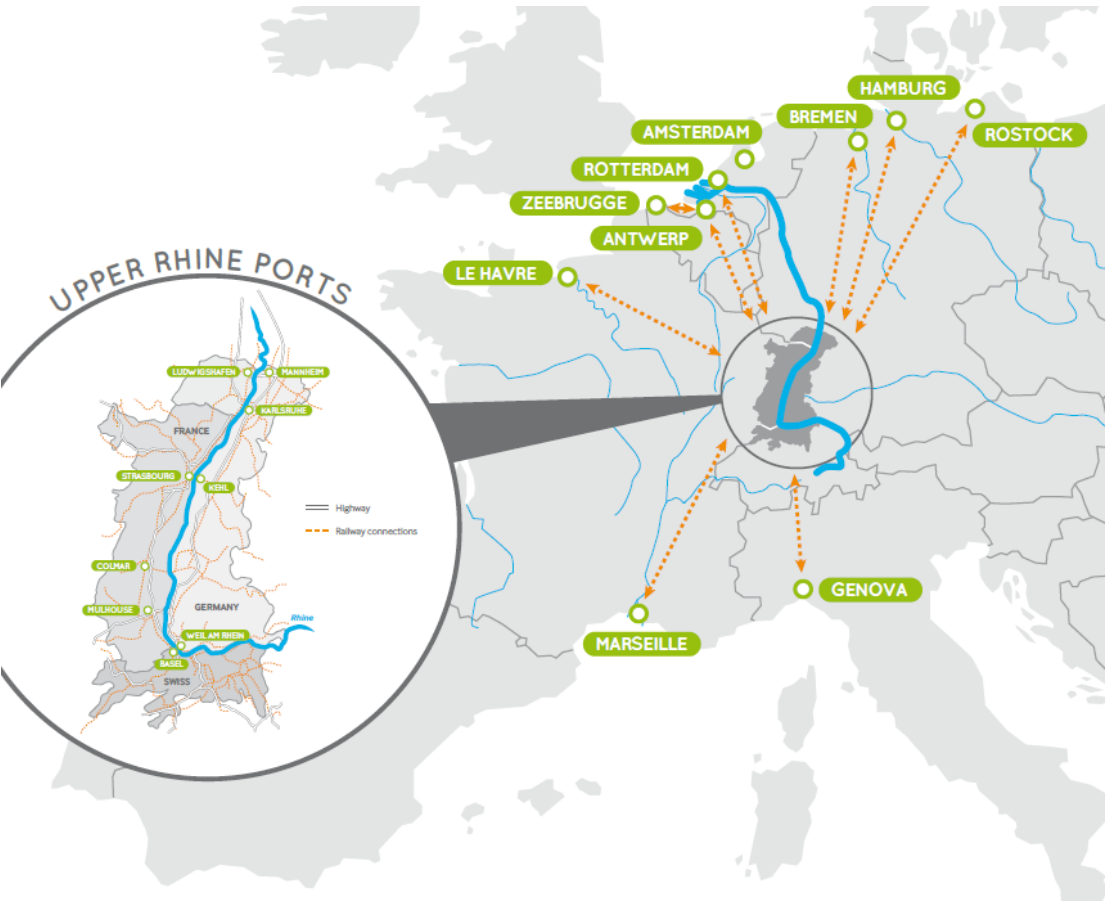 HAMBURG
BREMEN
ROSTOCK
AMSTERDAM
ROTTERDAM
ZEEBRUGGE
ANTWERP
LE HAVRE
GENOVA
MARSEILLE
UPPER RHINE PORTS
LUDWIGSHAFEN
MANNHEIM
KARLSRUHE
FRANCE
STRASBOURG
KEHL
Highway
Railway connections
COLMAR
MULHOUSE
GERMANY
Rhine
WEIL AM RHEIN
BASEL
SWISS